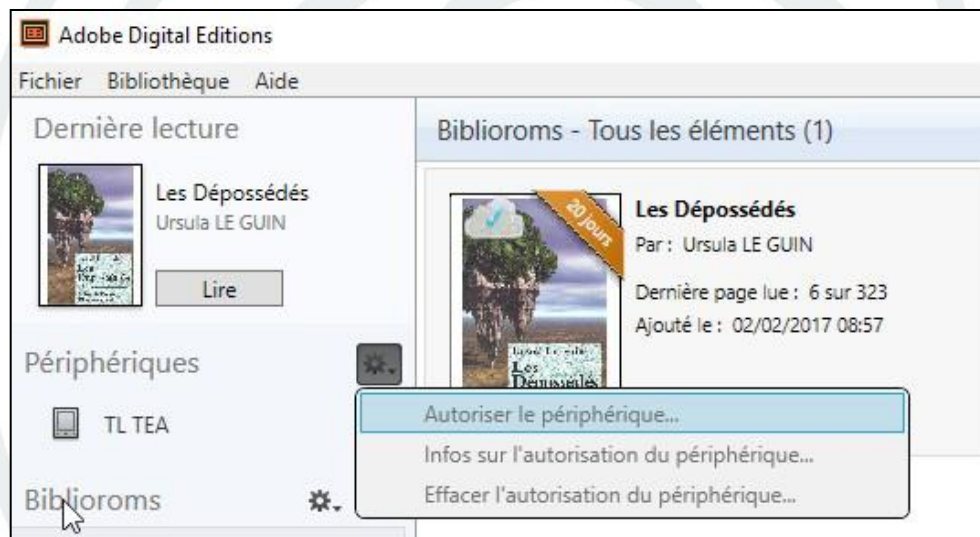 Adobe Digital Editions
Fichier Bibliothèque Aide
Dernière lecture
Les Dépossédés
Ursula LE GUIN
Lire
Périphériques
TL TEA
Biblioroms
Biblioroms - Tous les éléments (1)
20 jours
Les Dépossédés
Par : Ursula LE GUIN
Dernière page lue : 6 sur 323
Ajouté le : 02/02/2017 08:57
Les
Dépossédés
Autoriser le périphérique...
Infos sur l'autorisation du périphérique...
Effacer l'autorisation du périphérique...